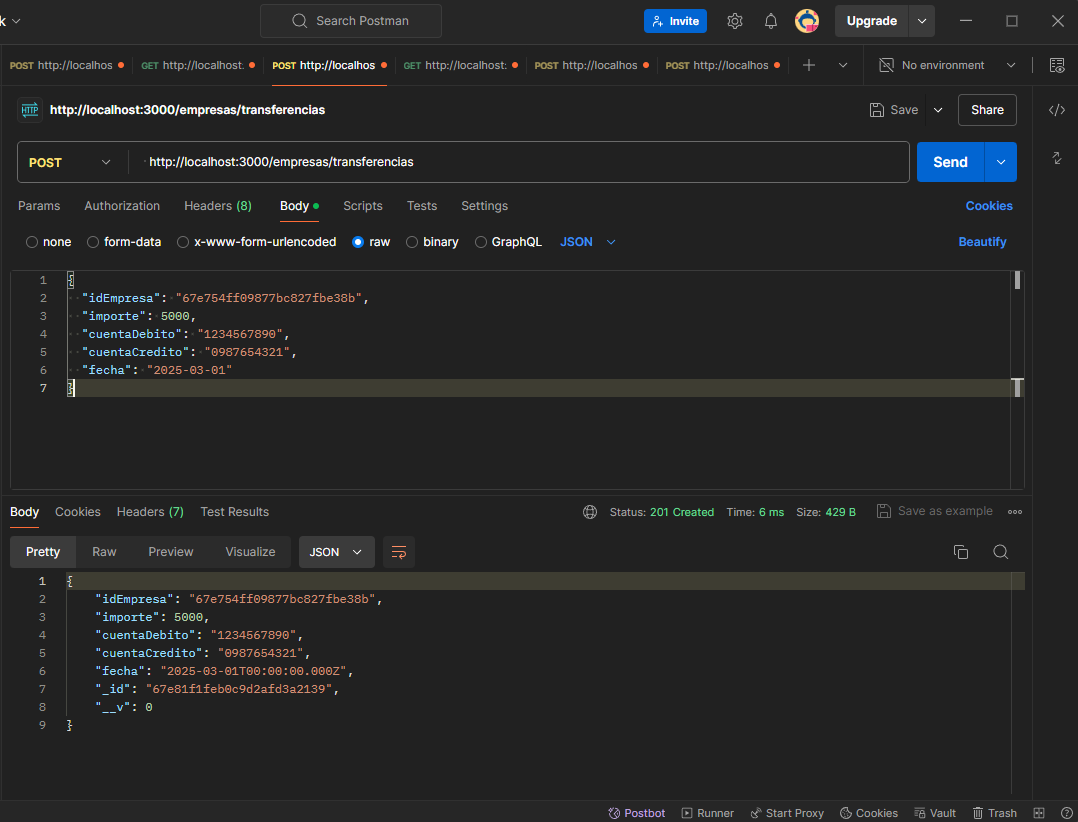 k
Search Postman
Invite
Upgrade
POST http://localhos
GET http://localhost.
POST http://localhos
GET http://localhost:
POST http://localhos
POST http://localhos
No environment
HTTP http://localhost:3000/empresas/transferencias
Save
Share
POST
http://localhost:3000/empresas/transferencias
Send
Params Authorization Headers (8) Body Scripts Tests Settings Cookies
none form-data x-www-form-urlencoded raw binary GraphQL JSON Beautify
1 {
2 "idEmpresa": "67e754ff09877bc827fbe38b",
3 "importe": 5000,
4 "cuentaDebito": "1234567890",
5 "cuentaCredito": "0987654321",
6 "fecha": "2025-03-01"
7 }
Body Cookies Headers (7) Test Results
Status: 201 Created Time: 6 ms Size: 429 B Save as example
Pretty Raw Preview Visualize JSON
1 {
2 "idEmpresa": "67e754ff09877bc827fbe38b",
3 "importe": 5000,
4 "cuentaDebito": "1234567890",
5 "cuentaCredito": "0987654321",
6 "fecha": "2025-03-01T00:00:00.000Z",
7 "_id": "67e81f1feb0c9d2afd3a2139",
8 "__v": 0
9 }
Postbot Runner Start Proxy Cookies Vault Trash